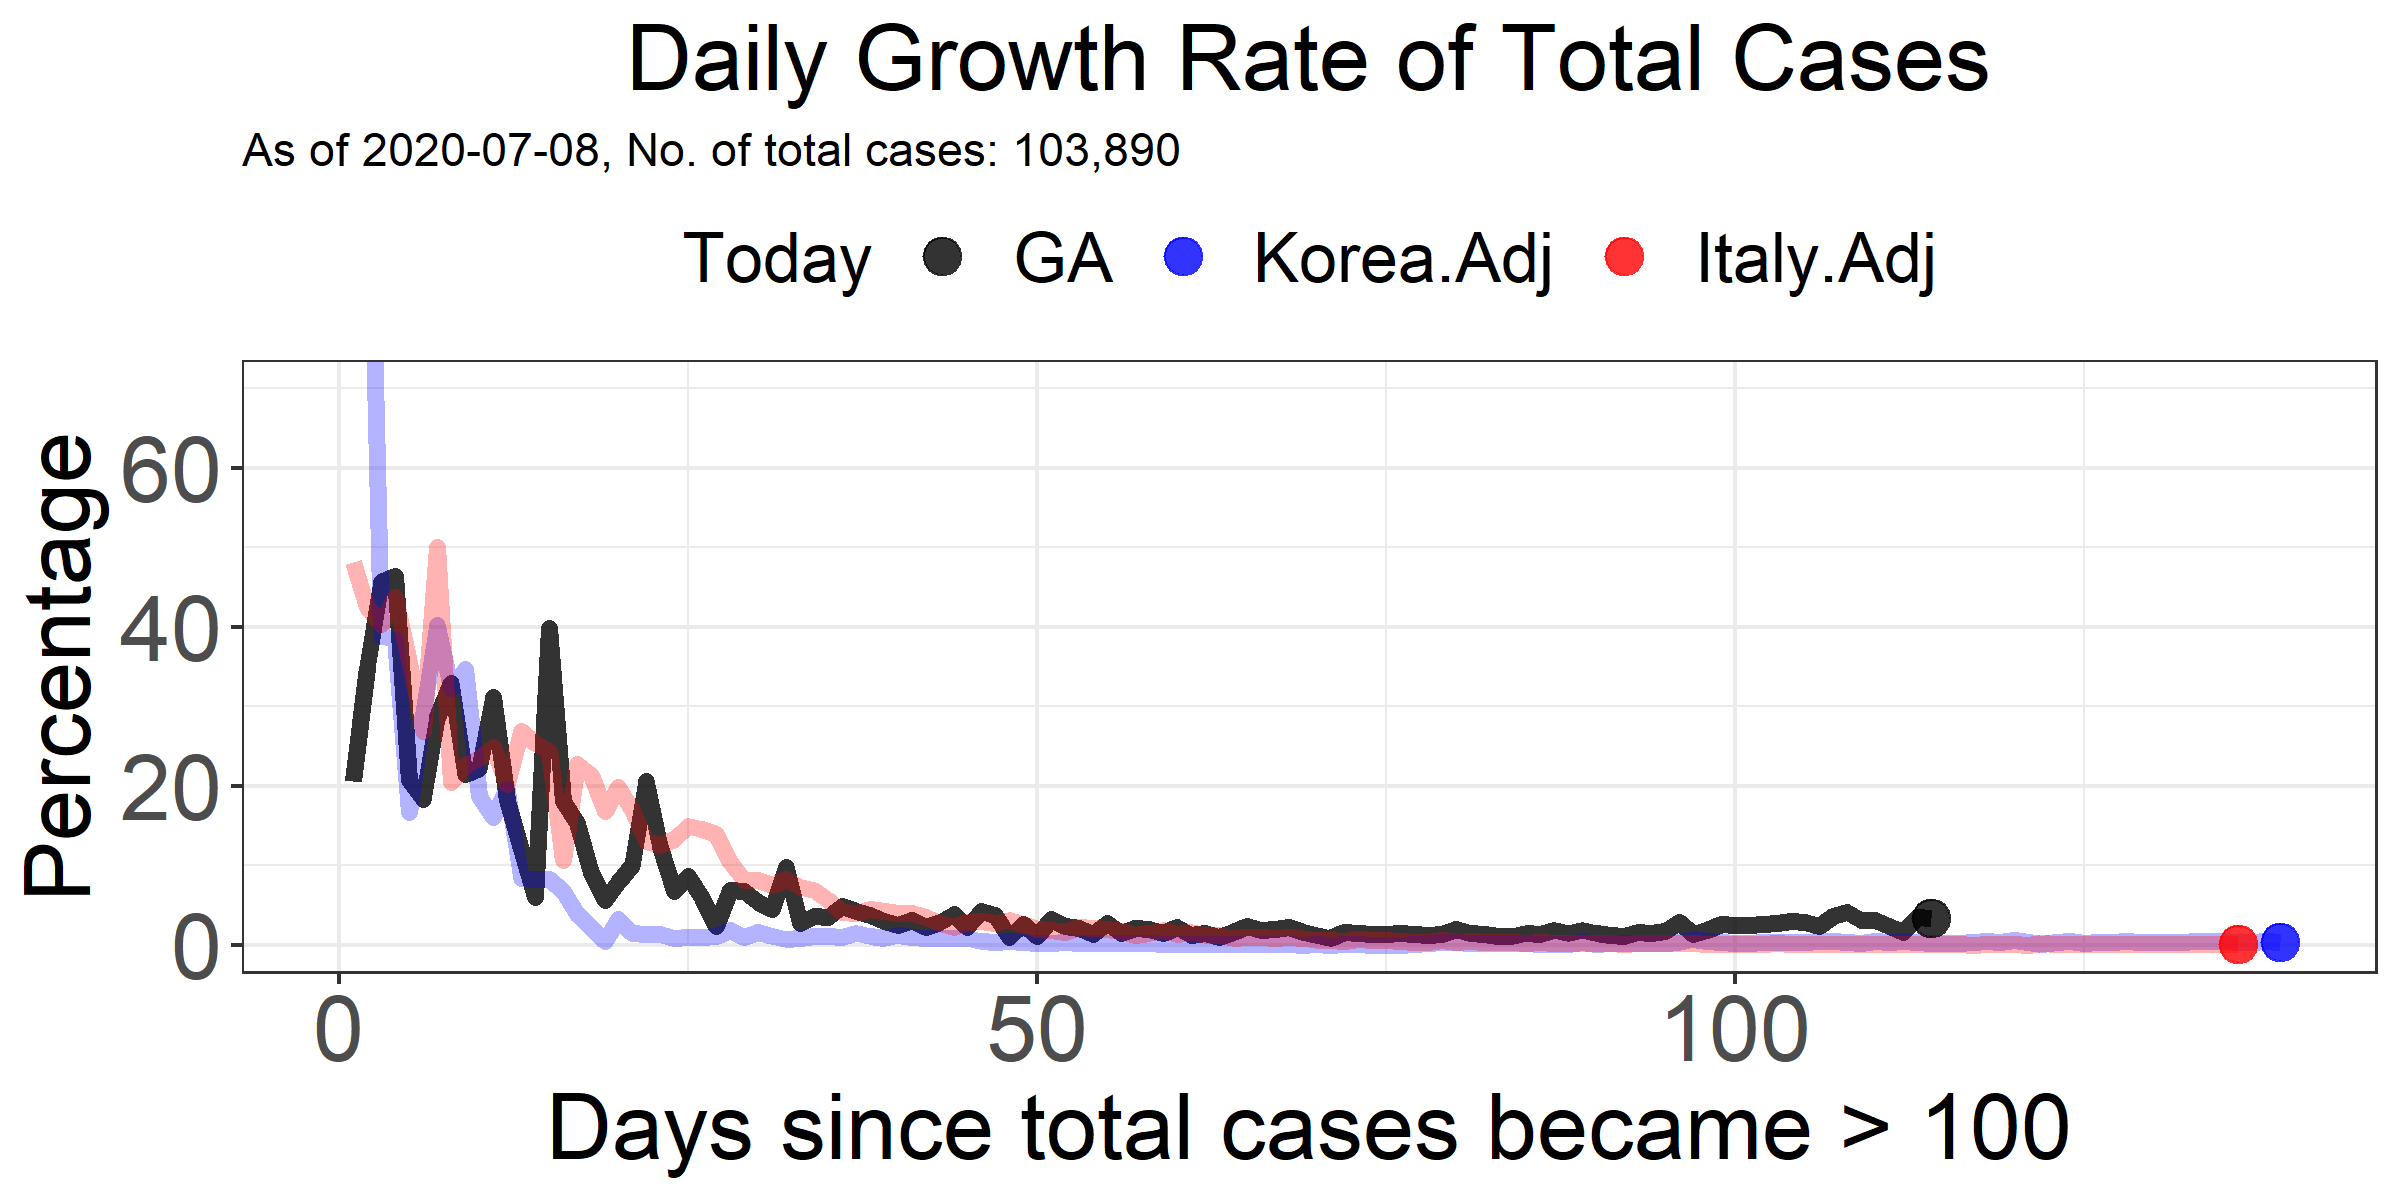 Daily Growth Rate of Total Cases
As of 2020-07-08, No. of total cases: 103,890
Today GA Korea.Adj Italy.Adj
Percentage
60
40
20
0
0 50 100
Days since total cases became > 100